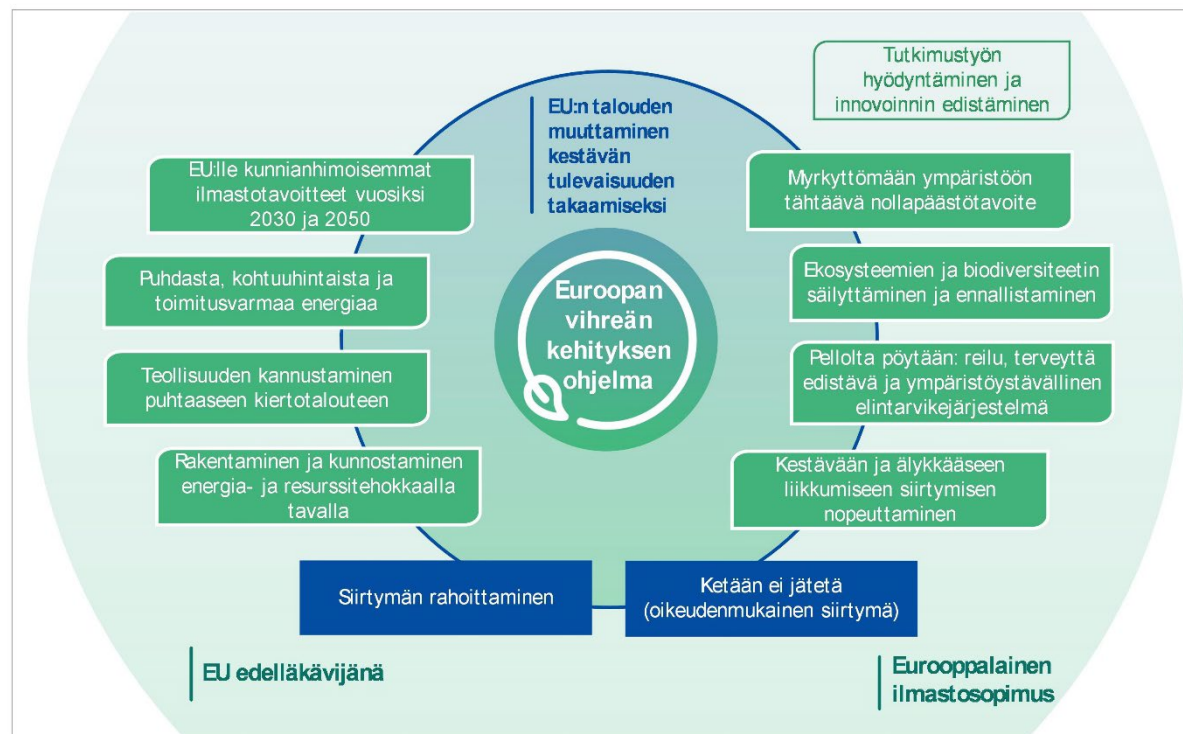 Tutkimustyön
hyödyntäminen ja
innovoinnin edistäminen
EU:n talouden
muuttaminen
kestävän
tulevaisuuden
takaamiseksi
EU:lle kunnianhimoisemmat
ilmastotavoitteet vuosiksi
2030 ja 2050
Puhdasta, kohtuuhintaista ja
toimitusvarmaa energiaa
Teollisuuden kannustaminen
puhtaaseen kiertotalouteen
Rakentaminen ja kunnostaminen
energia- ja resurssitehokkaalla
tavalla
Euroopan
vihreän
kehityksen
ohjelma
Myrkyttömään ympäristöön
tähtäävä nollapäästötavoite
Ekosysteemien ja biodiversiteetin
säilyttäminen ja ennallistaminen
Pellolta pöytään: reilu, terveyttä
edistävä ja ympäristöystävällinen
elintarvikejärjestelmä
Kestävään ja älykkääseen
liikkumiseen siirtymisen
nopeuttaminen
Siirtymän rahoittaminen
Ketään ei jätetä
(oikeudenmukainen siirtymä)
EU edelläkävijänä
Eurooppalainen
ilmastosopimus